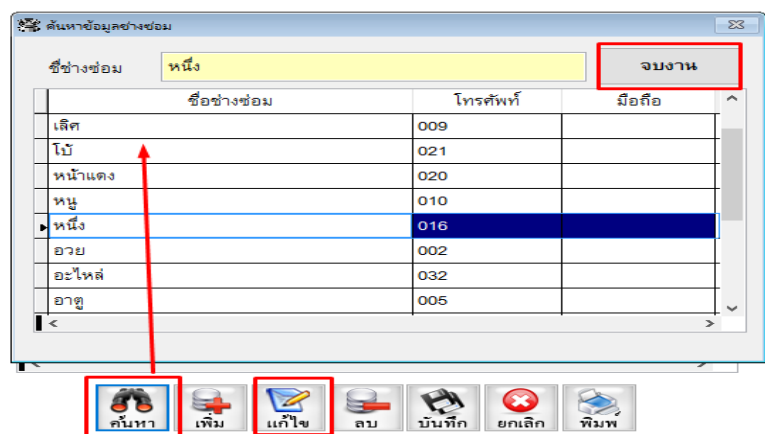 ค้นหาข้อมูลช่างซ่อม
ชื่ช่างซ่อม หนึ่ง จบงาน
ชื่อช่างซ่อม โทรศัพท์ มือถือ
เลิศ 009
โบ้ 021
หน้าแดง 020
หนู 010
หนึ่ง 016
อวย 002
อะไหล่ 032
อาตู 005
ค้นหา เพิ่ม แก้ไข ลบ บันทึก ยกเลิก พิมพ์